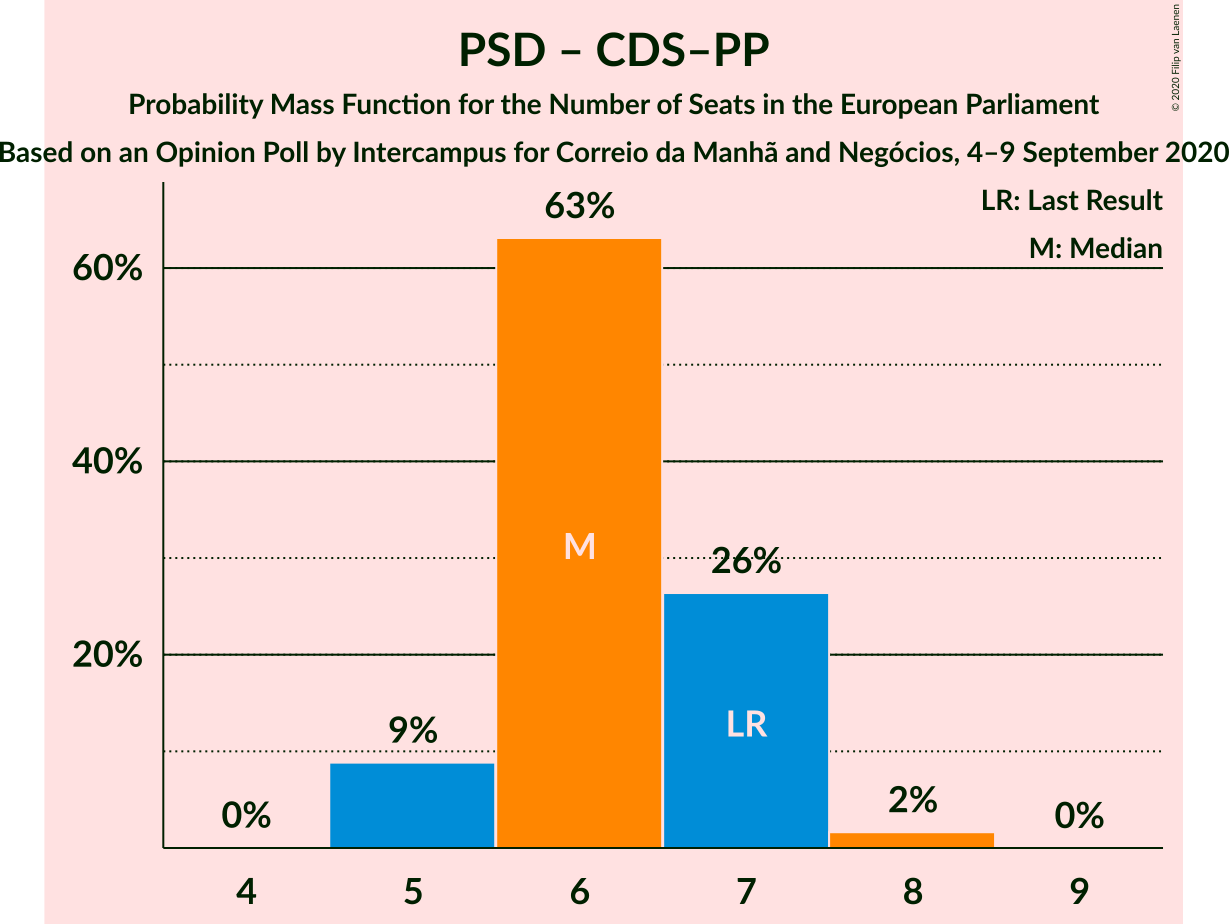 PSD – CDS–PP
Probability Mass Function for the Number of Seats in the European Parliament
Based on an Opinion Poll by Intercampus for Correio da Manhã and Negócios, 4–9 September 2020
© 2020 Filip van Laenen
LR: Last Result
M: Median
63%
60%
40%
M
26%
20%
LR
9%
2%
0%
0%
4 5 6 7 8 9